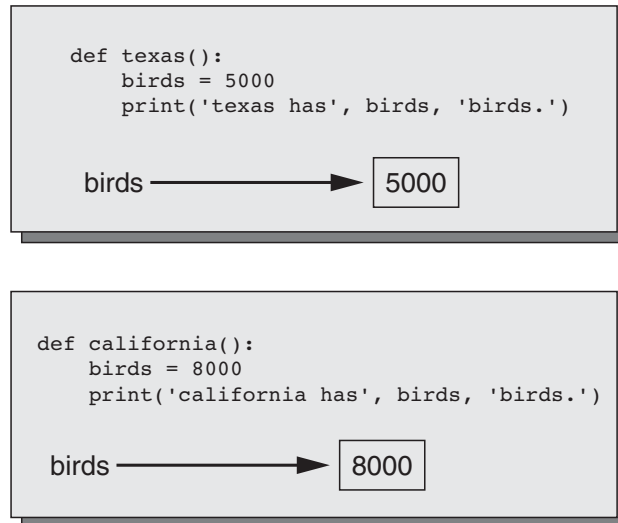 def texas():
    birds = 5000
    print('texas has', birds, 'birds.')
birds 5000
def california():
    birds = 8000
    print('california has', birds, 'birds.')
birds 8000